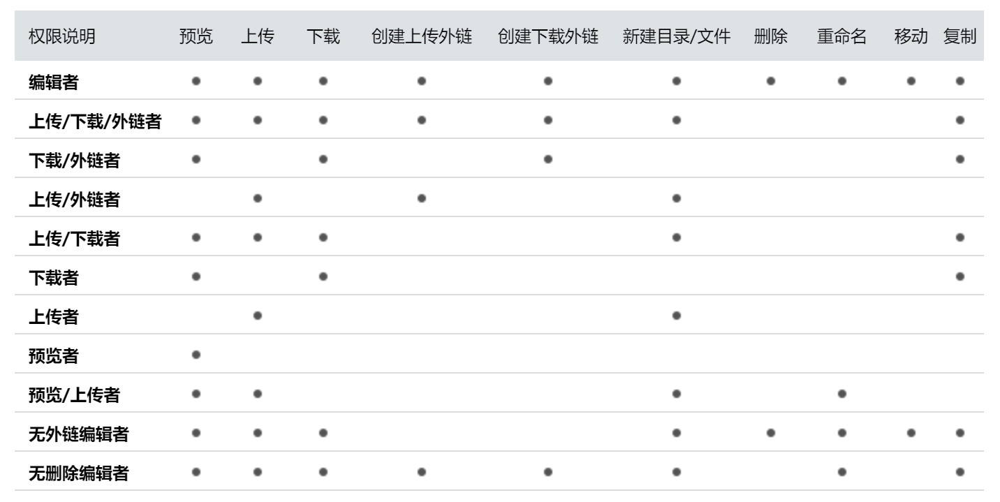 权限说明 预览 上传 下载 创建上传外链 创建下载外链 新建目录/文件 删除 重命名 移动 复制
编辑者 ● ● ● ● ● ● ● ● ● ●
上传/下载/外链者 ● ● ● ● ● ● ●
下载/外链者 ● ● ● ●
上传/外链者 ● ● ●
上传/下载者 ● ● ● ● ●
下载者 ● ● ●
上传者 ● ●
预览者 ●
预览/上传者 ● ● ● ●
无外链编辑者 ● ● ● ● ● ● ● ●
无删除编辑者 ● ● ● ● ● ● ● ●